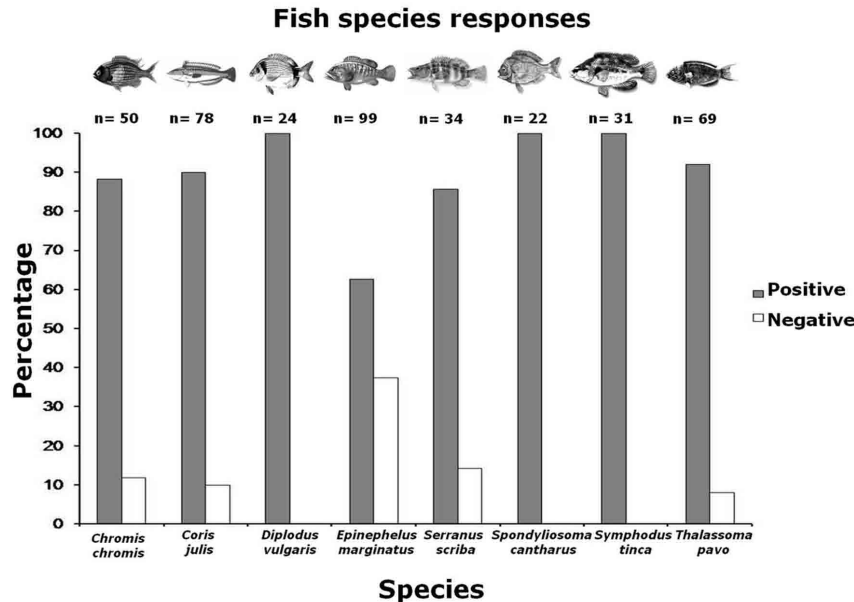 Fish species responses
n= 50 n= 78 n= 24 n= 99 n= 34 n= 22 n= 31 n= 69
100
90
80
70
60
50
40
30
20
10
0
Percentage
Positive
Negative
Chromis chromis
Coris julis
Diplodus vulgaris
Epinephelus marginatus
Serranus scriba
Spondyliosoma cantharus
Symphodus tinca
Thalassoma pavo
Species